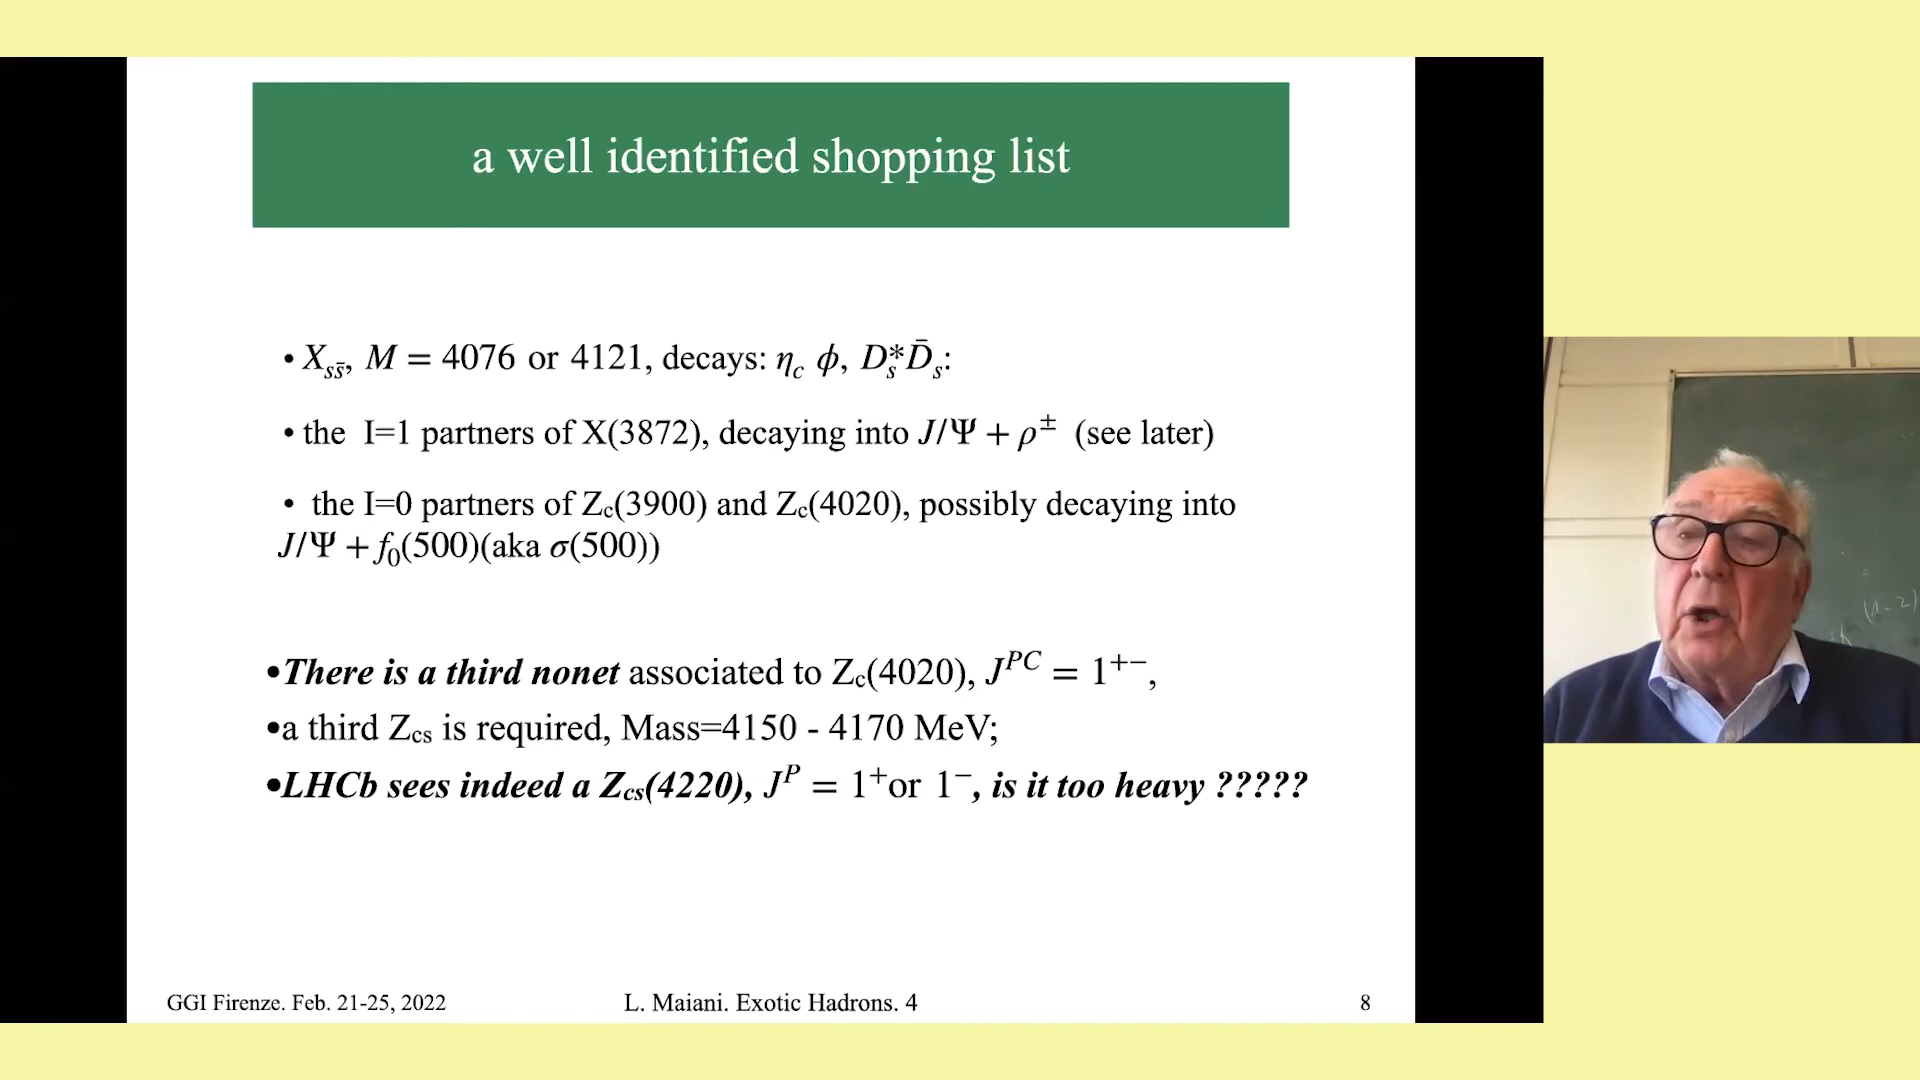 a well identified shopping list
• X_{ss̄}, M = 4076 or 4121, decays: η_c ϕ, D_s^*D̄_s:
• the I=1 partners of X(3872), decaying into J/Ψ + ρ^± (see later)
• the I=0 partners of Z_c(3900) and Z_c(4020), possibly decaying into
J/Ψ + f_0(500)(aka σ(500))
•There is a third nonet associated to Z_c(4020), J^{PC} = 1^{+−},
•a third Z_{cs} is required, Mass=4150 - 4170 MeV;
•LHCb sees indeed a Z_{cs}(4220), J^P = 1^+or 1^−, is it too heavy ?????
GGI Firenze. Feb. 21-25, 2022 L. Maiani. Exotic Hadrons. 4 8